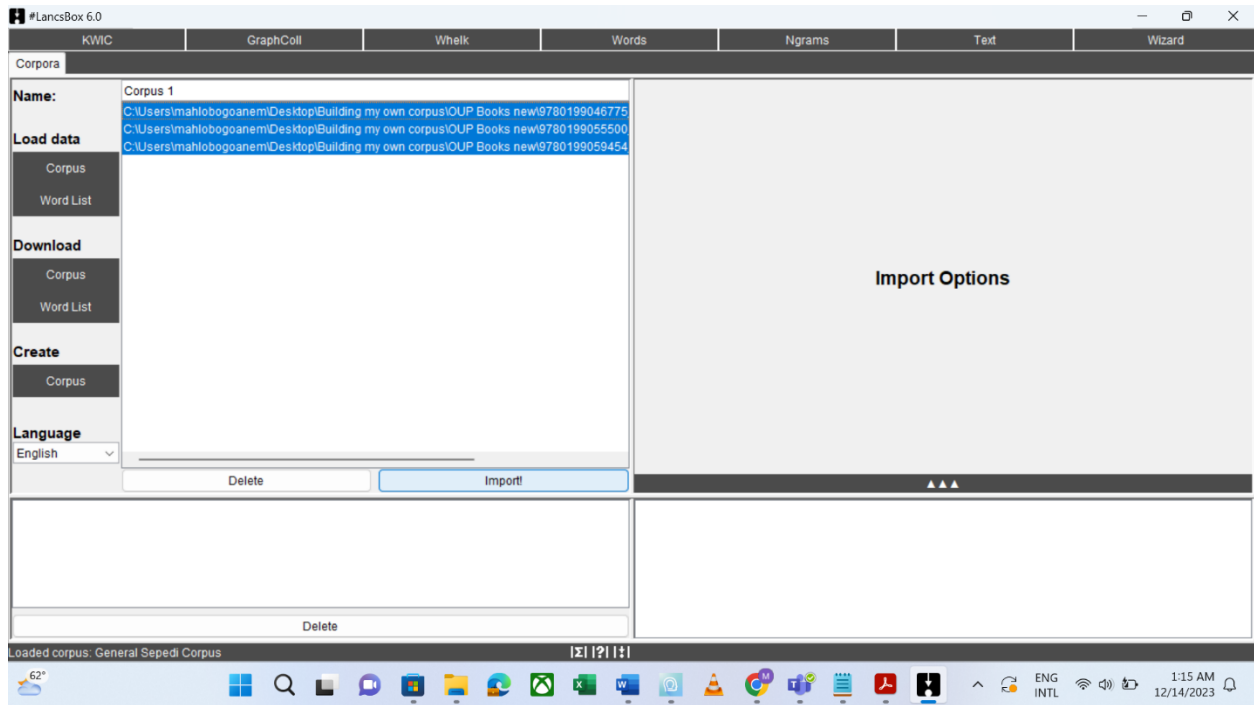 #LancsBox 6.0
KWIC GraphColl Whelk Words Ngrams Text Wizard
Corpora
Name:
Corpus 1
C:\Users\mahlobogoanem\Desktop\Building my own corpus\OUP Books new\9780199046775
C:\Users\mahlobogoanem\Desktop\Building my own corpus\OUP Books new\9780199055500
C:\Users\mahlobogoanem\Desktop\Building my own corpus\OUP Books new\9780199059454
Load data
Corpus
Word List
Download
Corpus
Word List
Create
Corpus
Language
English
Delete Import!
Import Options
▲▲▲
Delete
Loaded corpus: General Sepedi Corpus |Σ| |?| |‡|
62°
ENG
INTL
1:15 AM
12/14/2023